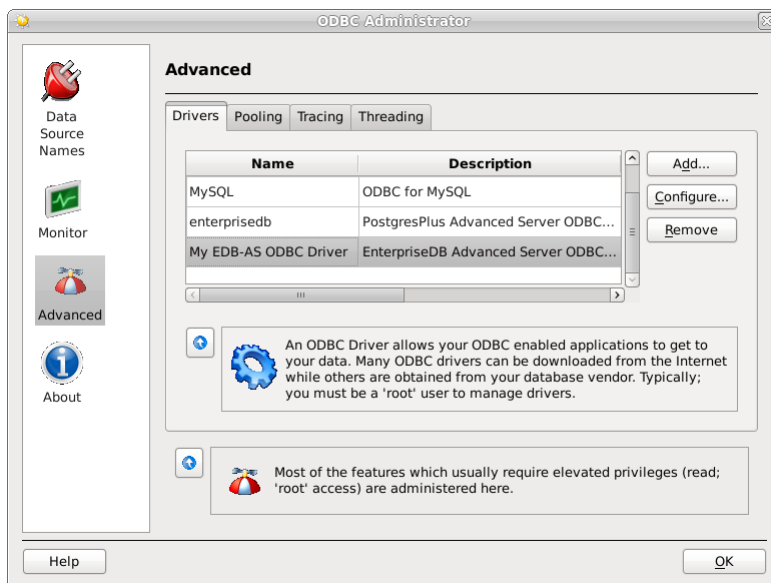 ODBC Administrator
Data
Source
Names
Monitor
Advanced
About
Advanced
Drivers Pooling Tracing Threading
Name Description
MySQL ODBC for MySQL
enterprisedb PostgresPlus Advanced Server ODBC...
My EDB-AS ODBC Driver EnterpriseDB Advanced Server ODBC...
Add...
Configure...
Remove
An ODBC Driver allows your ODBC enabled applications to get to
your data. Many ODBC drivers can be downloaded from the Internet
while others are obtained from your database vendor. Typically;
you must be a 'root' user to manage drivers.
Most of the features which usually require elevated privileges (read;
'root' access) are administered here.
Help
OK